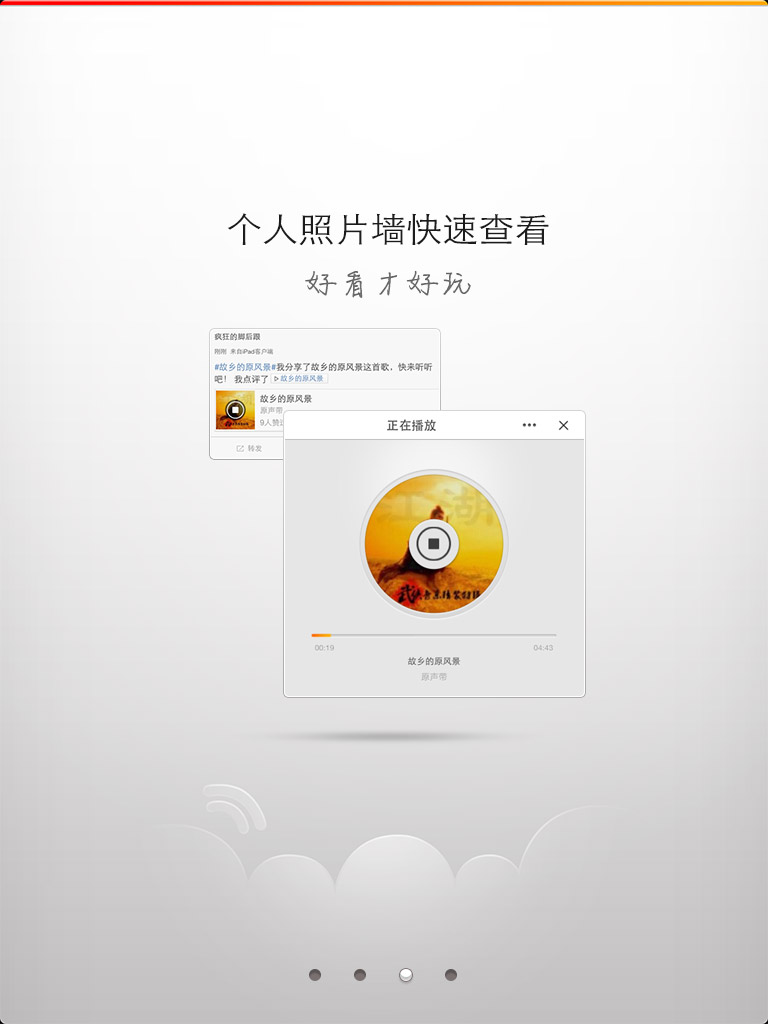 个人照片墙快速查看
好看才好玩
疯狂的脚后跟
刚刚 来自iPad客户端
#故乡的原风景#我分享了故乡的原风景这首歌，快来听听
吧！ 我点评了 故乡的原风景
故乡的原风景
原声带
9人赞过
转发
正在播放
江湖
00:19
04:43
故乡的原风景
原声带